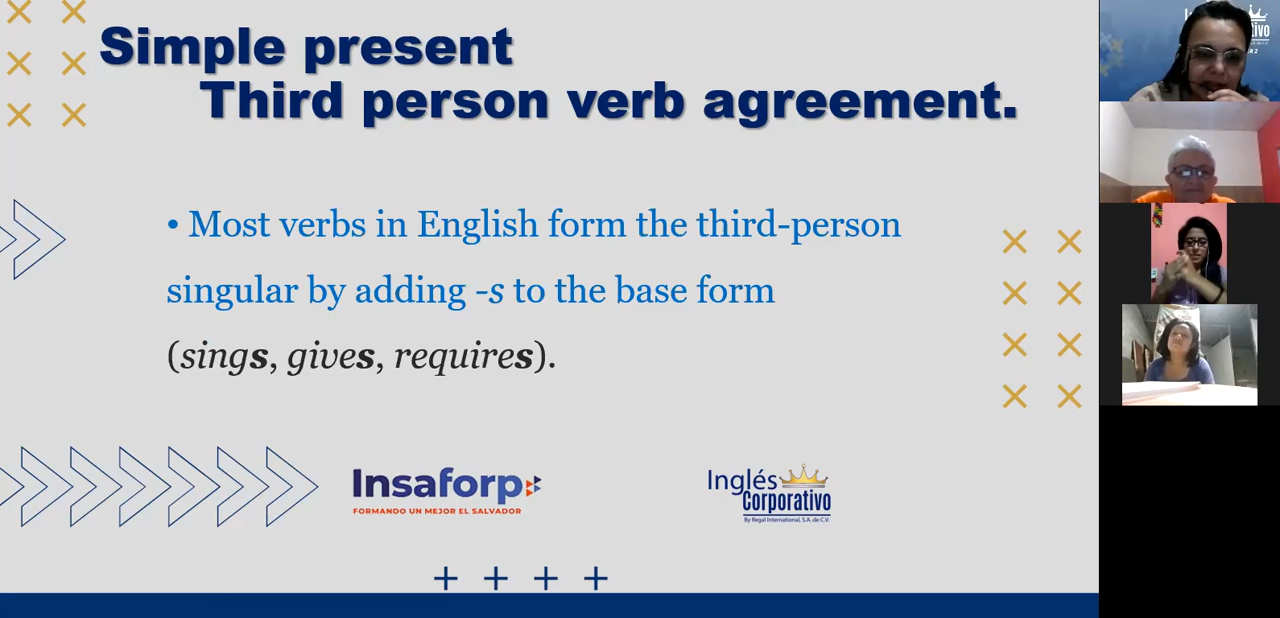 Simple present
Third person verb agreement.
• Most verbs in English form the third-person
singular by adding -s to the base form
(sings, gives, requires).
Insaforp
FORMANDO UN MEJOR EL SALVADOR
Inglés
Corporativo
By Regal International, S.A. de C.V.